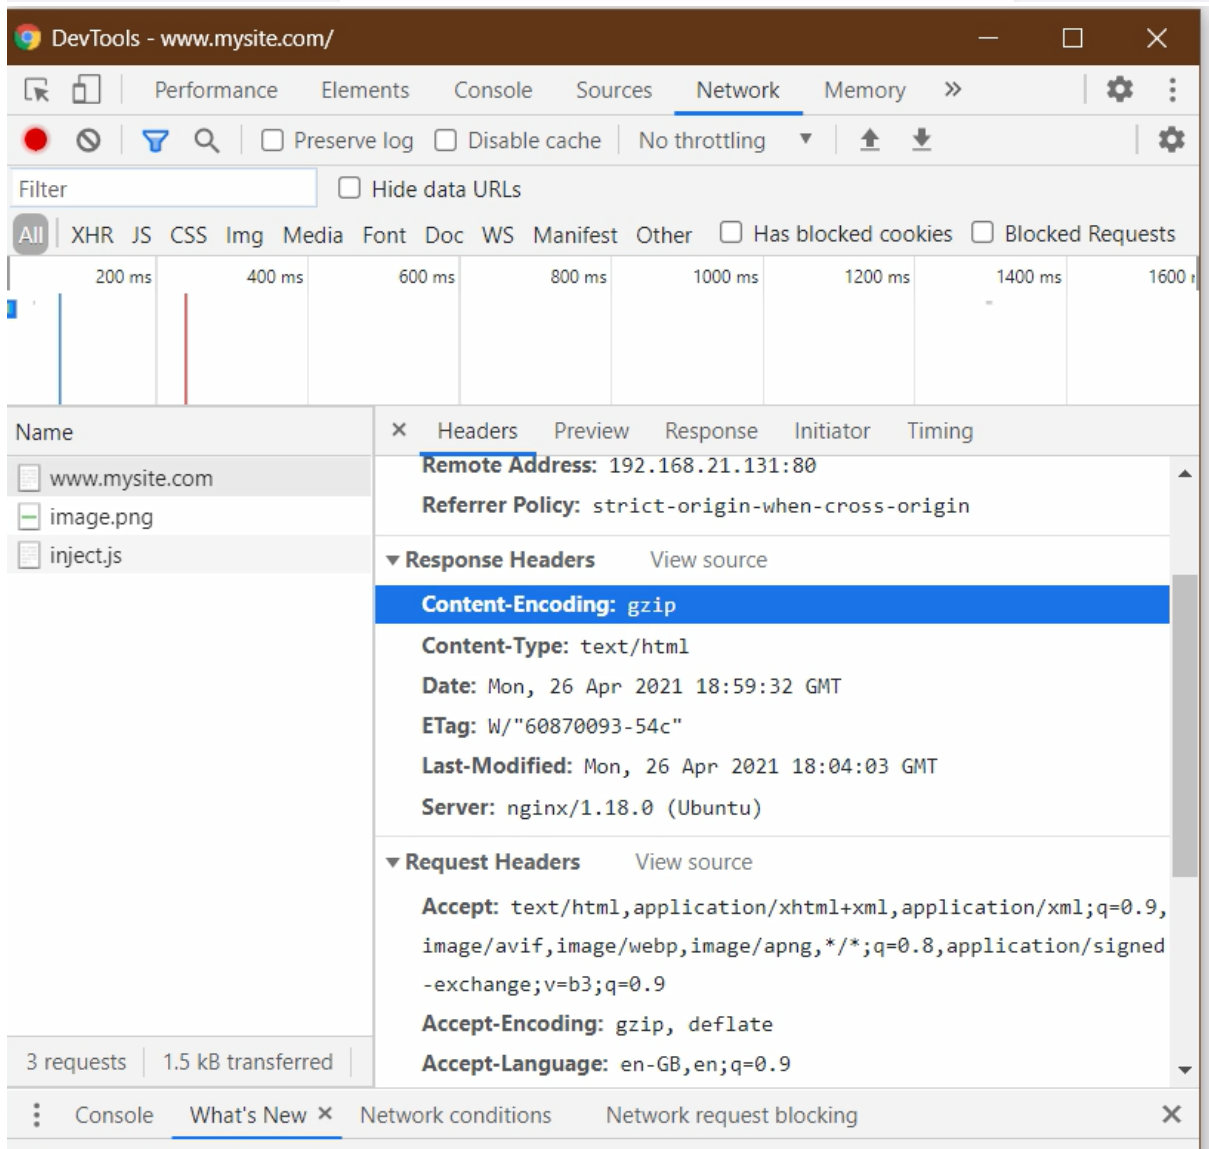 DevTools - www.mysite.com/
Performance Elements Console Sources Network Memory
Preserve log Disable cache No throttling
Filter Hide data URLs
All XHR JS CSS Img Media Font Doc WS Manifest Other Has blocked cookies Blocked Requests
200 ms 400 ms 600 ms 800 ms 1000 ms 1200 ms 1400 ms 1600
Name
www.mysite.com
image.png
inject.js
3 requests 1.5 kB transferred
Headers Preview Response Initiator Timing
Remote Address: 192.168.21.131:80
Referrer Policy: strict-origin-when-cross-origin
Response Headers View source
Content-Encoding: gzip
Content-Type: text/html
Date: Mon, 26 Apr 2021 18:59:32 GMT
ETag: W/"60870093-54c"
Last-Modified: Mon, 26 Apr 2021 18:04:03 GMT
Server: nginx/1.18.0 (Ubuntu)
Request Headers View source
Accept: text/html,application/xhtml+xml,application/xml;q=0.9,
image/avif,image/webp,image/apng,*/*;q=0.8,application/signed
-exchange;v=b3;q=0.9
Accept-Encoding: gzip, deflate
Accept-Language: en-GB,en;q=0.9
Console What's New Network conditions Network request blocking